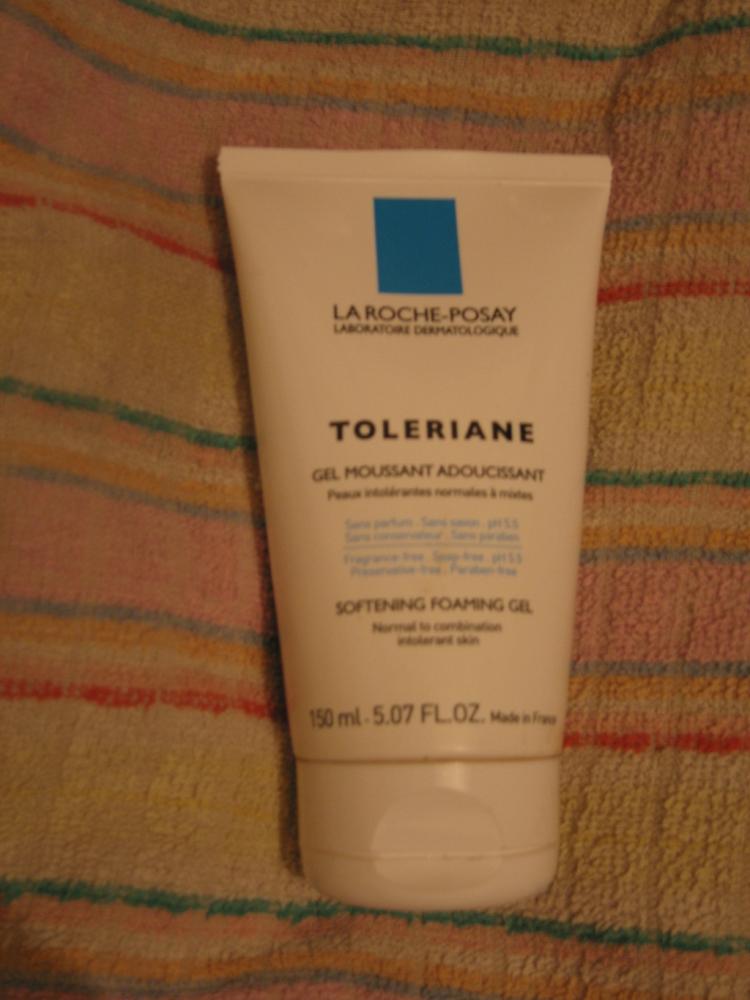 LA ROCHE-POSAY
LABORATOIRE DERMATOLOGIQUE
TOLERIANE
GEL MOUSSANT ADOUCISSANT
Peaux intolérantes normales à mixtes
Sans parfum . Sans savon . pH 5.5
Sans conservateur . Sans paraben
Fragrance-free . Soap-free . pH 5.5
Preservative-free . Paraben-free
SOFTENING FOAMING GEL
Normal to combination
intolerant skin
150 ml - 5.07 FL.OZ. Made in France